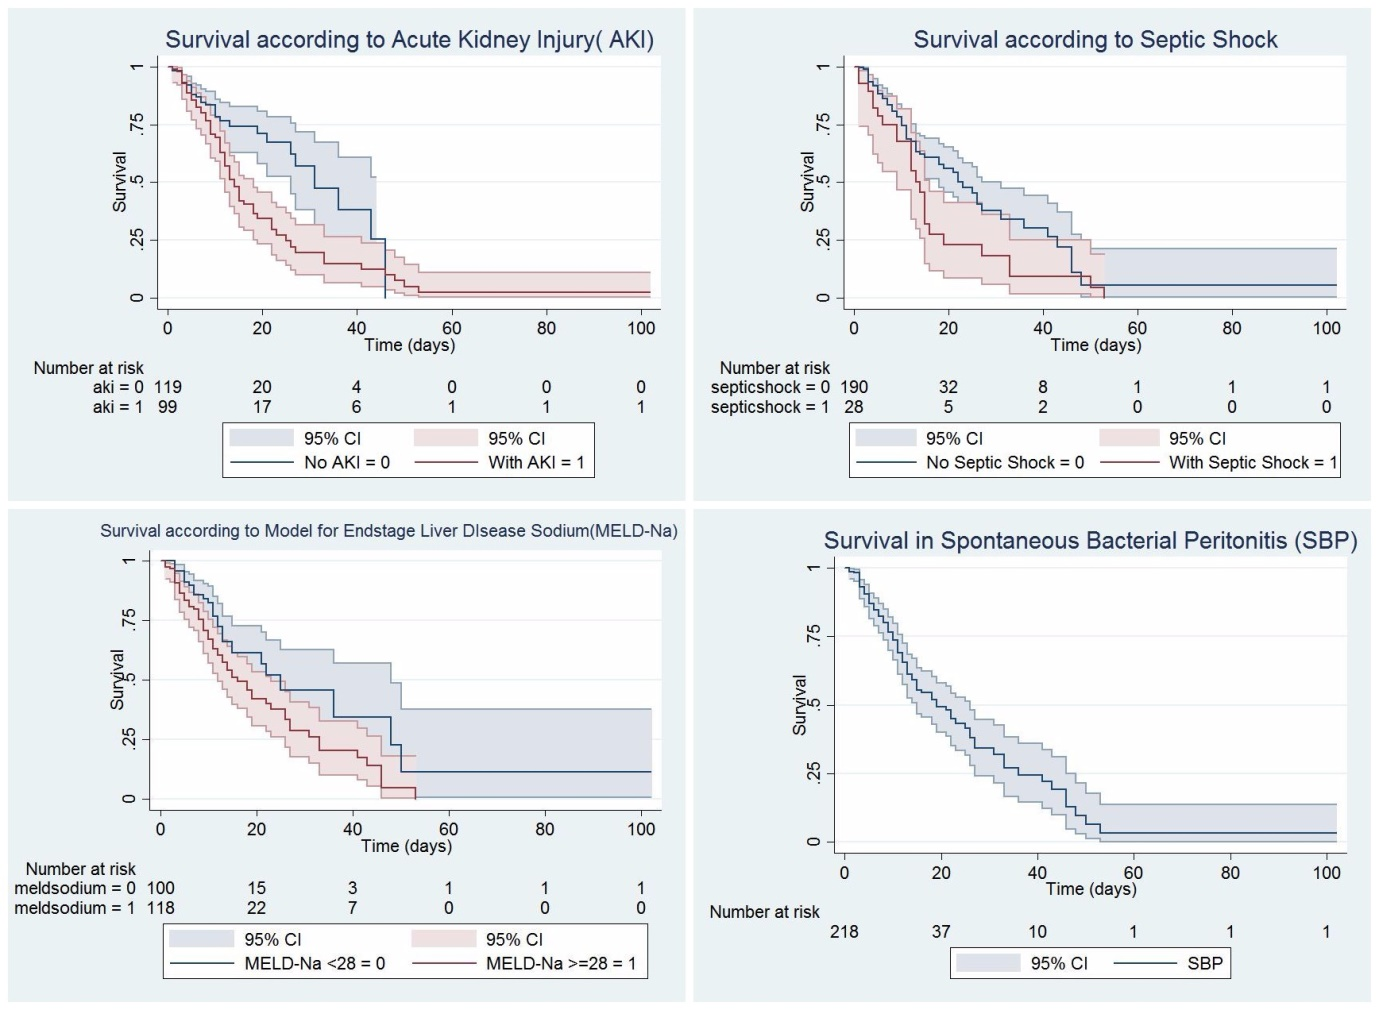 Survival according to Acute Kidney Injury( AKI)
1
.75
.5
.25
0
Survival
0 20 40 60 80 100
Time (days)
Number at risk
aki = 0 119 20 4 0 0 0
aki = 1 99 17 6 1 1 1
95% CI 95% CI
No AKI = 0 With AKI = 1
Survival according to Septic Shock
1
.75
.5
.25
0
Survival
0 20 40 60 80 100
Time (days)
Number at risk
septicshock = 0 190 32 8 1 1 1
septicshock = 1 28 5 2 0 0 0
95% CI 95% CI
No Septic Shock = 0 With Septic Shock = 1
Survival according to Model for Endstage Liver DIsease Sodium(MELD-Na)
1
.75
.5
.25
0
Survival
0 20 40 60 80 100
Time (days)
Number at risk
meldsodium = 0 100 15 3 1 1 1
meldsodium = 1 118 22 7 0 0 0
95% CI 95% CI
MELD-Na <28 = 0 MELD-Na >=28 = 1
Survival in Spontaneous Bacterial Peritonitis (SBP)
1
.75
.5
.25
0
Survival
0 20 40 60 80 100
Time (days)
Number at risk
218 37 10 1 1 1
95% CI SBP